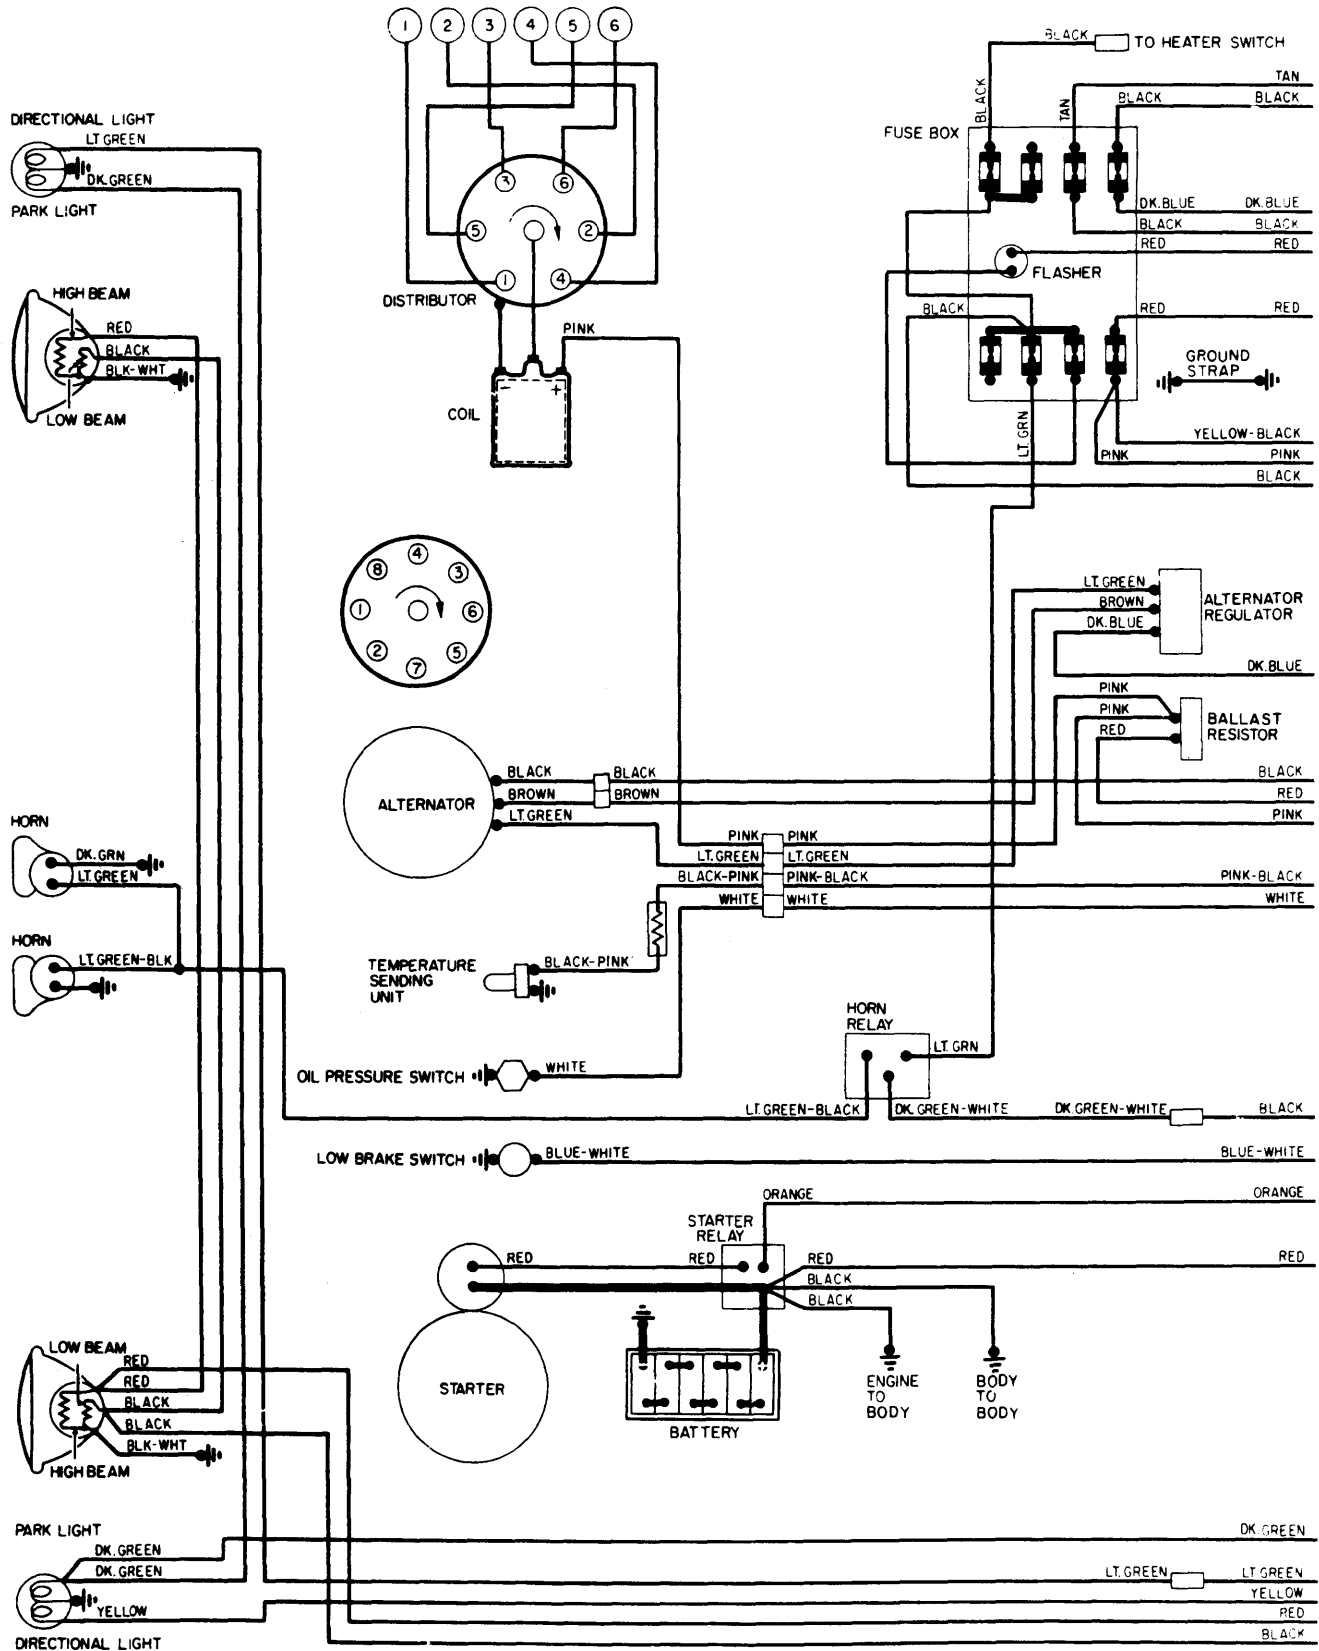 1 2 3 4 5 6
BLACK
TO HEATER SWITCH
TAN
BLACK
TAN
BLACK
BLACK
FUSE BOX
DIRECTIONAL LIGHT
LT GREEN
DK. GREEN
PARK LIGHT
3
6
5
2
1
4
DISTRIBUTOR
DK. BLUE
DK. BLUE
BLACK
BLACK
RED
RED
FLASHER
BLACK
RED
RED
HIGH BEAM
RED
BLACK
BLK-WHT
LOW BEAM
PINK
-
+
COIL
GROUND
STRAP
LT. GRN
YELLOW-BLACK
PINK
PINK
BLACK
4
8
3
1
6
2
5
7
LT. GREEN
BROWN
DK. BLUE
ALTERNATOR
REGULATOR
DK. BLUE
PINK
PINK
RED
BALLAST
RESISTOR
ALTERNATOR
BLACK
BLACK
BLACK
BROWN
BROWN
RED
LT. GREEN
PINK
PINK
PINK
LT. GREEN
LT. GREEN
BLACK-PINK
PINK-BLACK
PINK-BLACK
WHITE
WHITE
WHITE
HORN
DK. GRN
LT. GREEN
HORN
LT. GREEN-BLK
TEMPERATURE
SENDING
UNIT
BLACK-PINK
HORN
RELAY
LT. GRN
OIL PRESSURE SWITCH
WHITE
LT. GREEN-BLACK
DK. GREEN-WHITE
DK. GREEN-WHITE
BLACK
LOW BRAKE SWITCH
BLUE-WHITE
BLUE-WHITE
ORANGE
ORANGE
STARTER
RELAY
RED
RED
RED
RED
BLACK
BLACK
STARTER
BATTERY
ENGINE
TO
BODY
BODY
TO
BODY
LOW BEAM
RED
RED
BLACK
BLACK
BLK-WHT
HIGH BEAM
PARK LIGHT
DK. GREEN
DK. GREEN
DK. GREEN
LT. GREEN
LT GREEN
YELLOW
YELLOW
RED
BLACK
DIRECTIONAL LIGHT